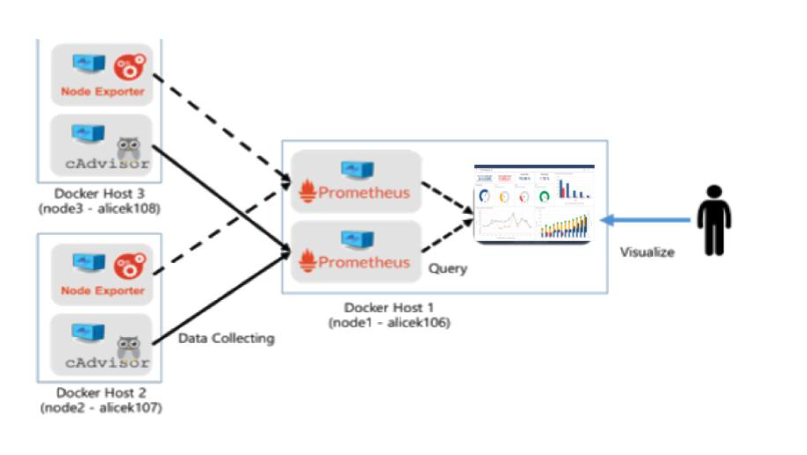 Node Exporter
cAdvisor
Docker Host 3
(node3 - alicek108)
Node Exporter
cAdvisor
Docker Host 2
(node2 - alicek107)
Data Collecting
Prometheus
Prometheus
Query
Docker Host 1
(node1 - alicek106)
Visualize